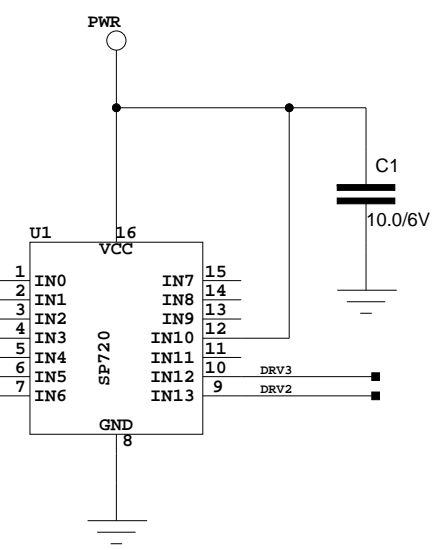 PWR
C1
10.0/6V
U1
16
VCC
1 IN0 IN7 15
2 IN1 IN8 14
3 IN2 IN9 13
4 IN3 IN10 12
5 IN4 IN11 11
6 IN5 IN12 10 DRV3
7 IN6 IN13 9 DRV2
SP720
GND
8